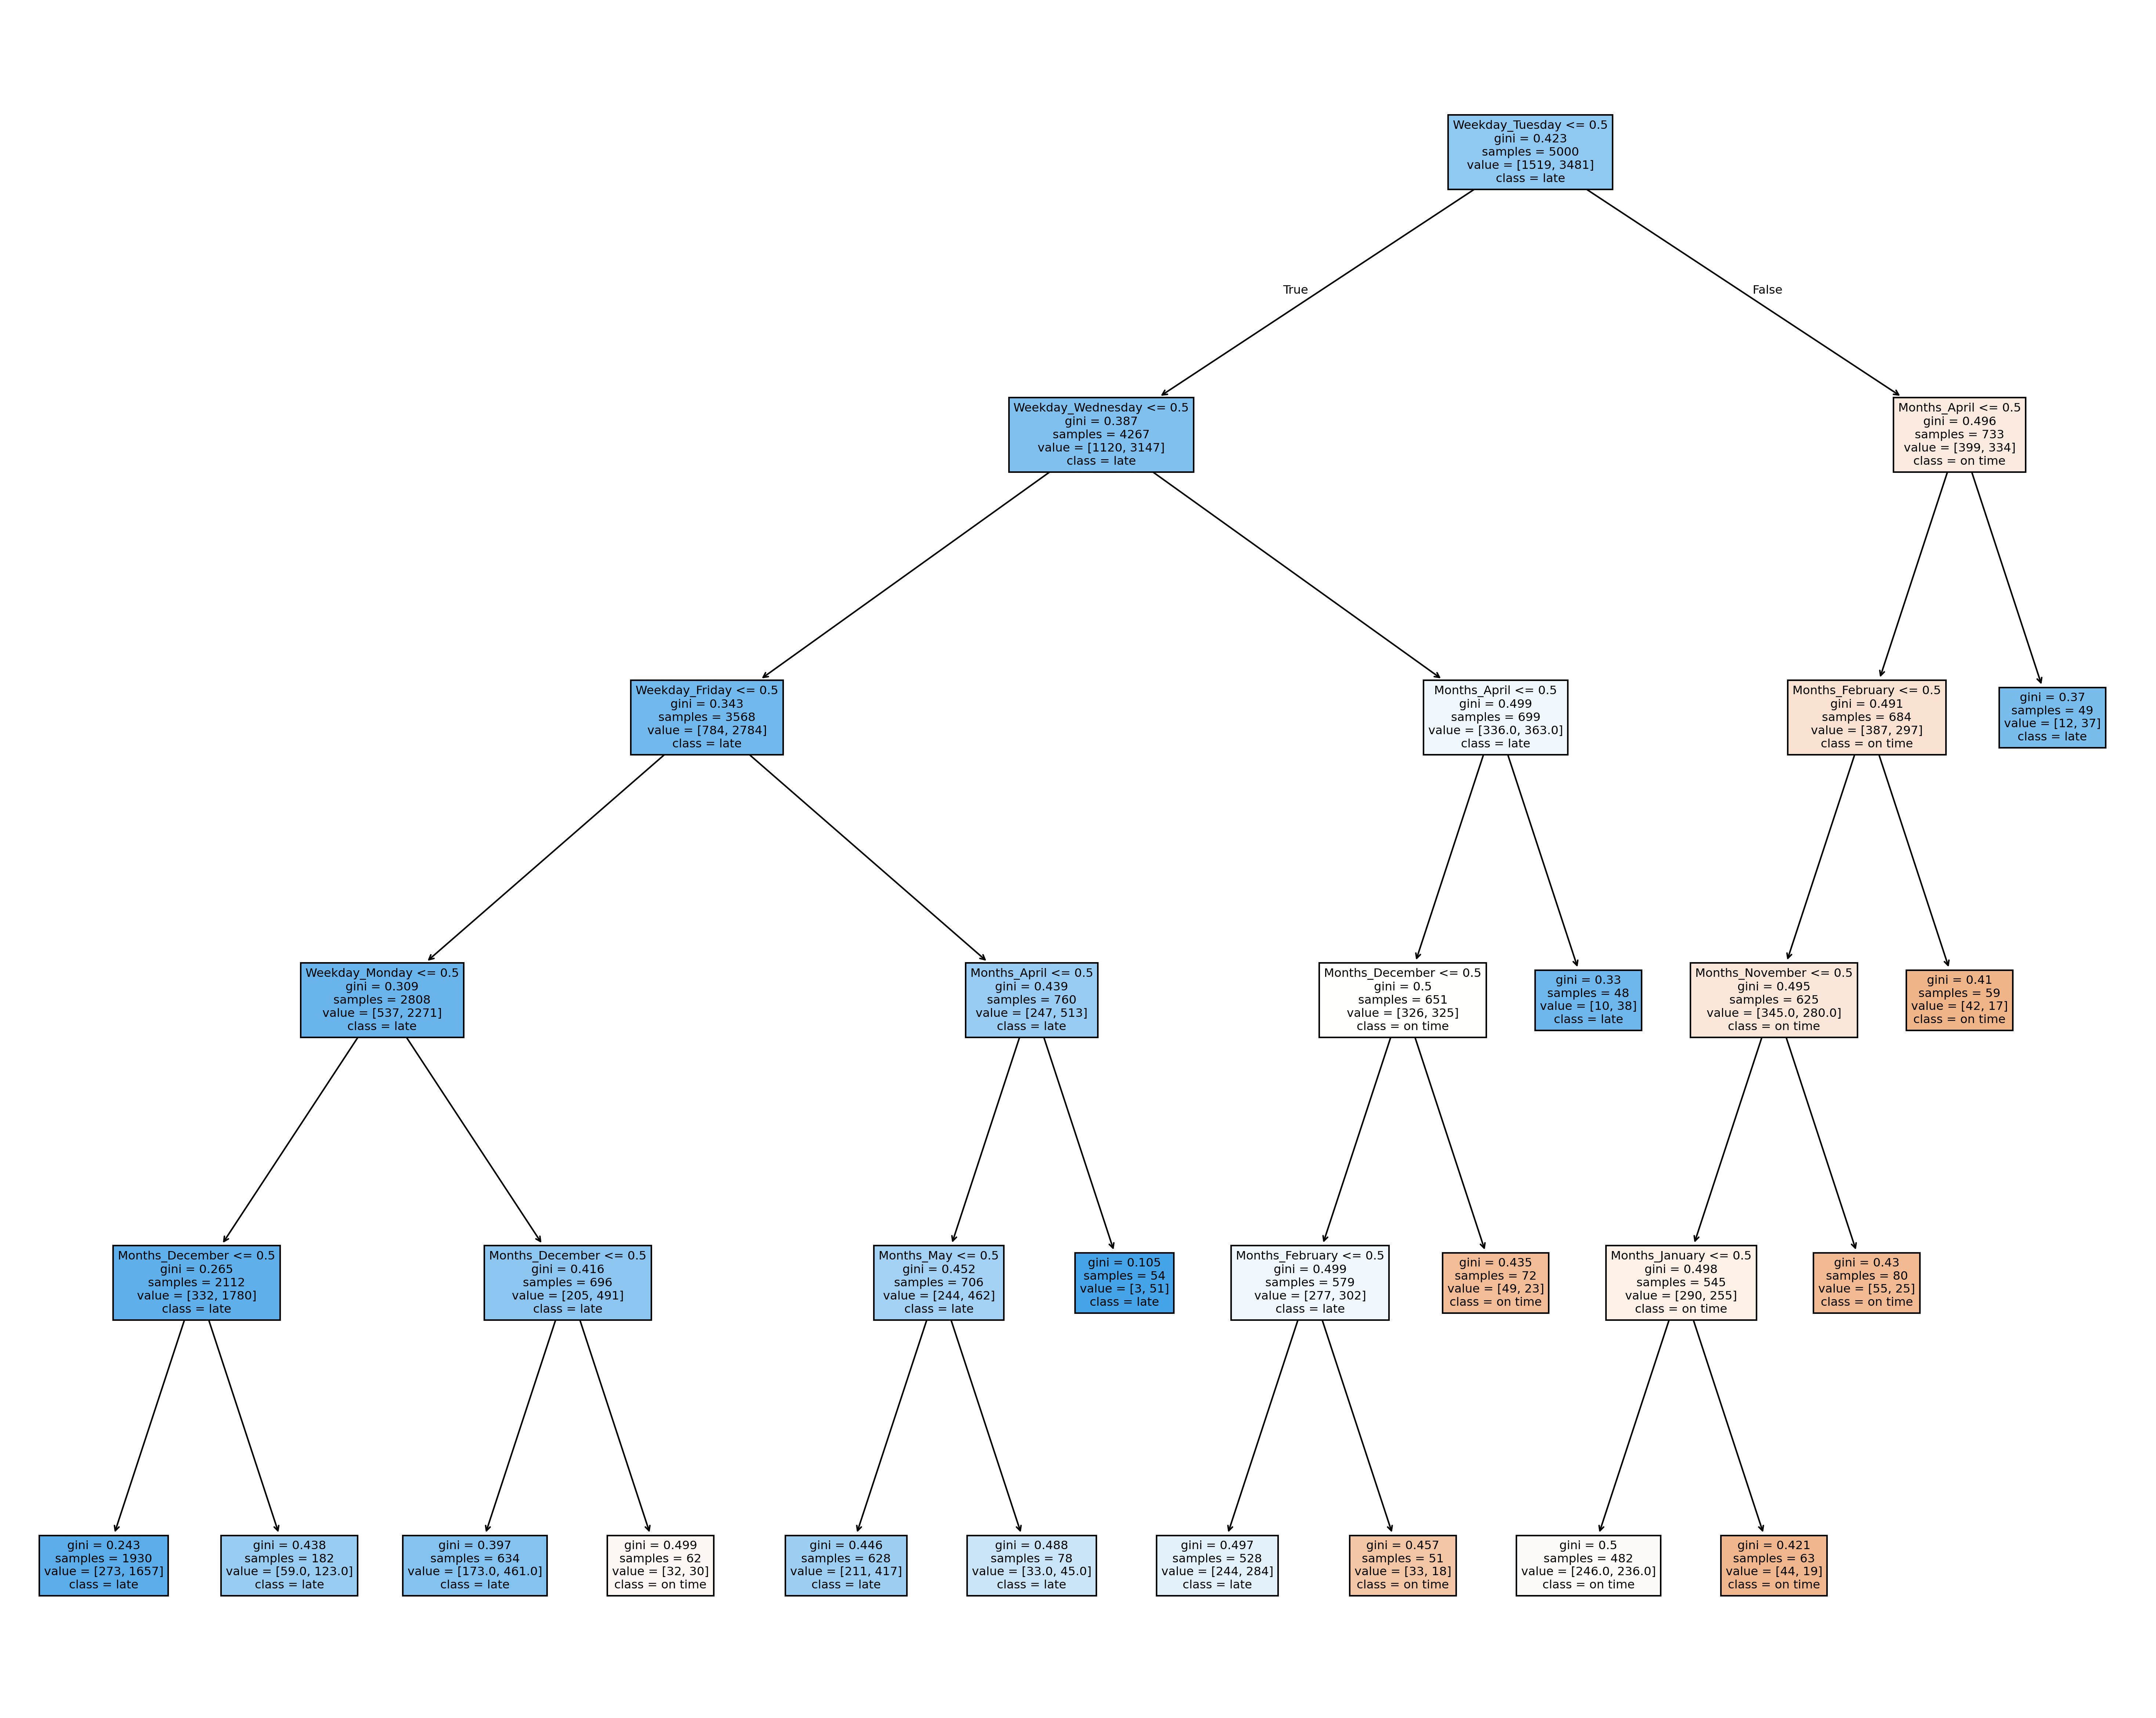 Weekday_Tuesday <= 0.5
gini = 0.423
samples = 5000
value = [1519, 3481]
class = late
True
False
Weekday_Wednesday <= 0.5
gini = 0.387
samples = 4267
value = [1120, 3147]
class = late
Months_April <= 0.5
gini = 0.496
samples = 733
value = [399, 334]
class = on time
Weekday_Friday <= 0.5
gini = 0.343
samples = 3568
value = [784, 2784]
class = late
Months_April <= 0.5
gini = 0.499
samples = 699
value = [336.0, 363.0]
class = late
Months_February <= 0.5
gini = 0.491
samples = 684
value = [387, 297]
class = on time
gini = 0.37
samples = 49
value = [12, 37]
class = late
Weekday_Monday <= 0.5
gini = 0.309
samples = 2808
value = [537, 2271]
class = late
Months_April <= 0.5
gini = 0.439
samples = 760
value = [247, 513]
class = late
Months_December <= 0.5
gini = 0.5
samples = 651
value = [326, 325]
class = on time
gini = 0.33
samples = 48
value = [10, 38]
class = late
Months_November <= 0.5
gini = 0.495
samples = 625
value = [345.0, 280.0]
class = on time
gini = 0.41
samples = 59
value = [42, 17]
class = on time
Months_December <= 0.5
gini = 0.265
samples = 2112
value = [332, 1780]
class = late
Months_December <= 0.5
gini = 0.416
samples = 696
value = [205, 491]
class = late
Months_May <= 0.5
gini = 0.452
samples = 706
value = [244, 462]
class = late
gini = 0.105
samples = 54
value = [3, 51]
class = late
Months_February <= 0.5
gini = 0.499
samples = 579
value = [277, 302]
class = late
gini = 0.435
samples = 72
value = [49, 23]
class = on time
Months_January <= 0.5
gini = 0.498
samples = 545
value = [290, 255]
class = on time
gini = 0.43
samples = 80
value = [55, 25]
class = on time
gini = 0.243
samples = 1930
value = [273, 1657]
class = late
gini = 0.438
samples = 182
value = [59.0, 123.0]
class = late
gini = 0.397
samples = 634
value = [173.0, 461.0]
class = late
gini = 0.499
samples = 62
value = [32, 30]
class = on time
gini = 0.446
samples = 628
value = [211, 417]
class = late
gini = 0.488
samples = 78
value = [33.0, 45.0]
class = late
gini = 0.497
samples = 528
value = [244, 284]
class = late
gini = 0.457
samples = 51
value = [33, 18]
class = on time
gini = 0.5
samples = 482
value = [246.0, 236.0]
class = on time
gini = 0.421
samples = 63
value = [44, 19]
class = on time